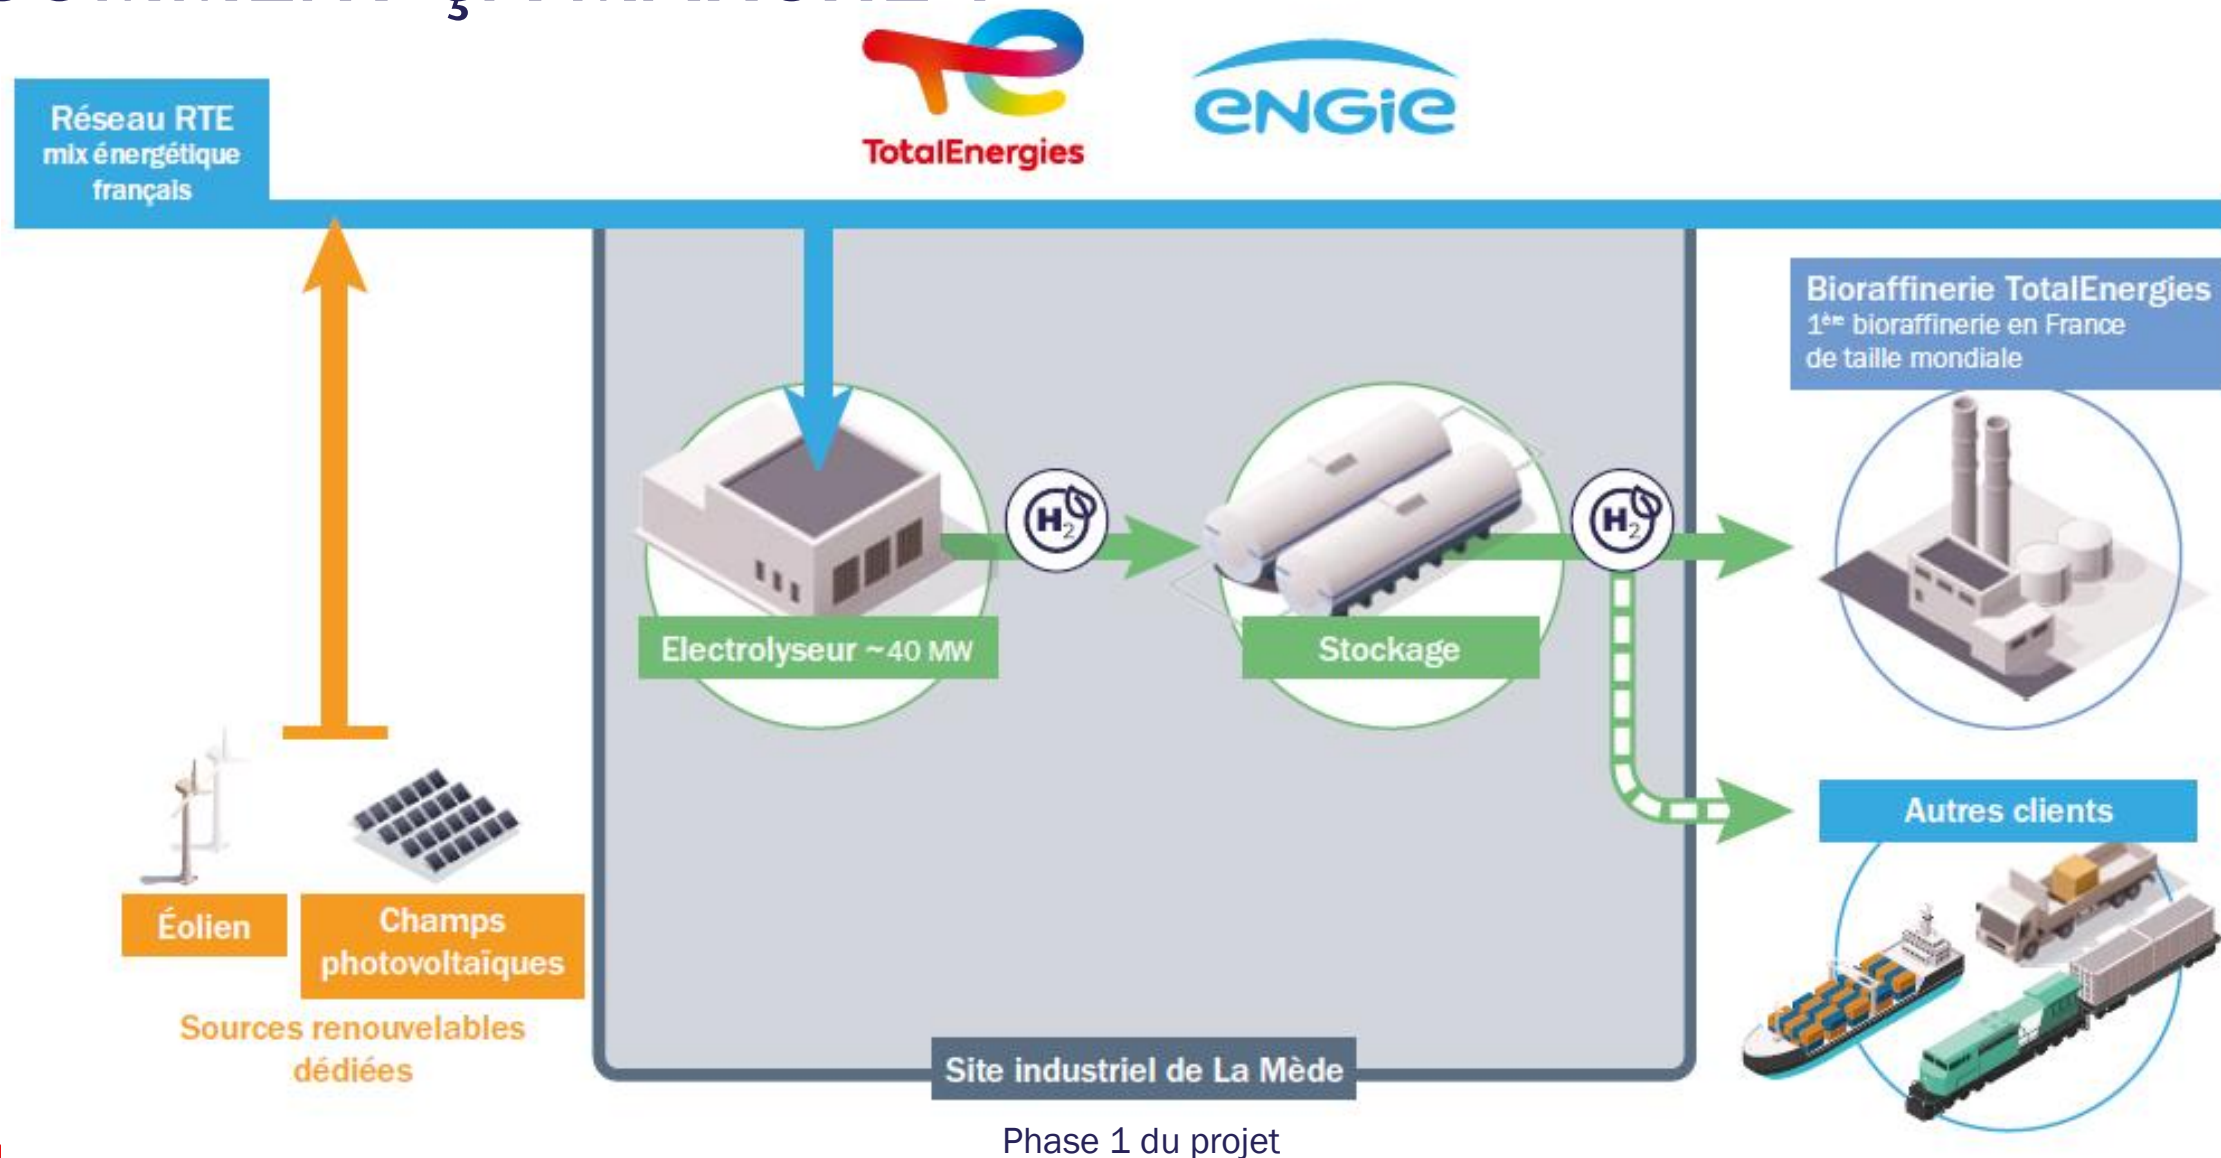 TotalEnergies
ENGIE
Réseau RTE
mix énergétique
français
Bioraffinerie TotalEnergies
1ère bioraffinerie en France
de taille mondiale
H2
H2
Electrolyseur ~40 MW
Stockage
Autres clients
Éolien
Champs
photovoltaïques
Sources renouvelables
dédiées
Site industriel de La Mède
Phase 1 du projet